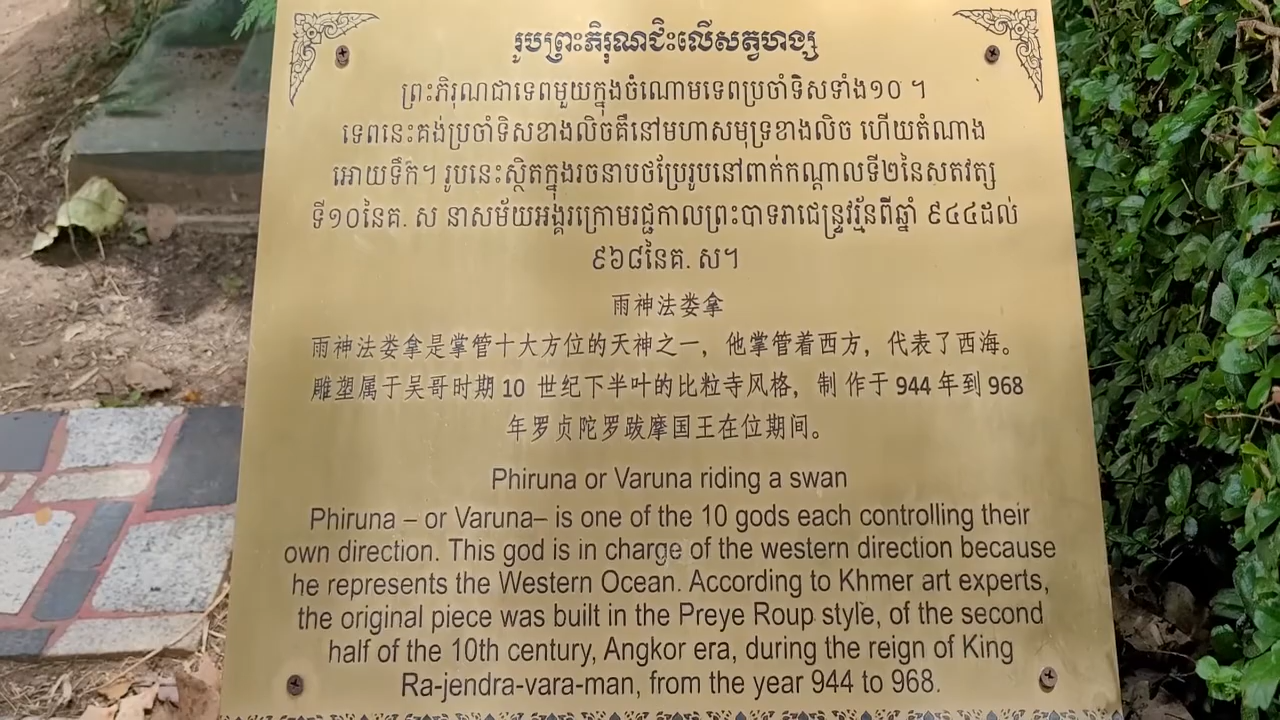 រូបព្រះភិរុណជិះលើសត្វហង្ស
ព្រះភិរុណជាទេពមួយក្នុងចំណោមទេពប្រចាំទិសទាំង១០ ។
ទេពនេះគង់ប្រចាំទិសខាងលិចគឺនៅមហាសមុទ្រខាងលិច ហើយតំណាង
អោយទឹក។ រូបនេះស្ថិតក្នុងរចនាបថប្រែរូបនៅពាក់កណ្តាលទី២នៃសតវត្ស
ទី១០នៃគ. ស នាសម័យអង្គរក្រោមរជ្ជកាលព្រះបាទរាជេន្ទ្រវរ្ម័នពីឆ្នាំ ៩៤៤ដល់
៩៦៨នៃគ. ស។
雨神法娄拿
雨神法娄拿是掌管十大方位的天神之一，他掌管着西方，代表了西海。
雕塑属于吴哥时期 10 世纪下半叶的比粒寺风格，制作于 944 年到 968
年罗贞陀罗跋摩国王在位期间。
Phiruna or Varuna riding a swan
Phiruna – or Varuna– is one of the 10 gods each controlling their
own direction. This god is in charge of the western direction because
he represents the Western Ocean. According to Khmer art experts,
the original piece was built in the Preye Roup style, of the second
half of the 10th century, Angkor era, during the reign of King
Ra-jendra-vara-man, from the year 944 to 968.